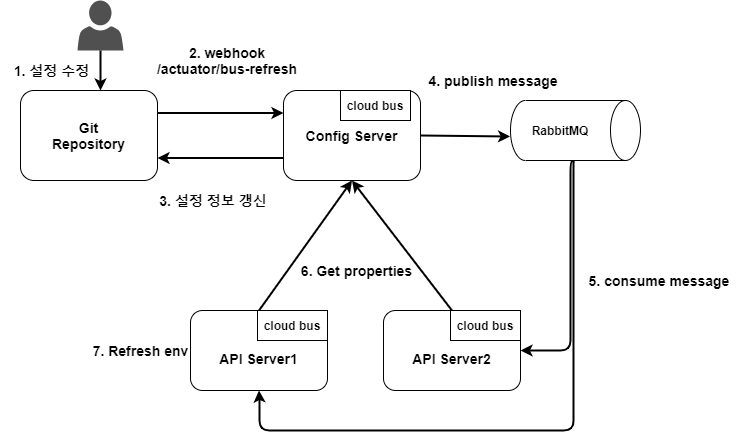 1. 설정 수정
2. webhook
/actuator/bus-refresh
4. publish message
Git
Repository
cloud bus
Config Server
RabbitMQ
3. 설정 정보 갱신
6. Get properties
5. consume message
7. Refresh env
cloud bus
API Server1
cloud bus
API Server2